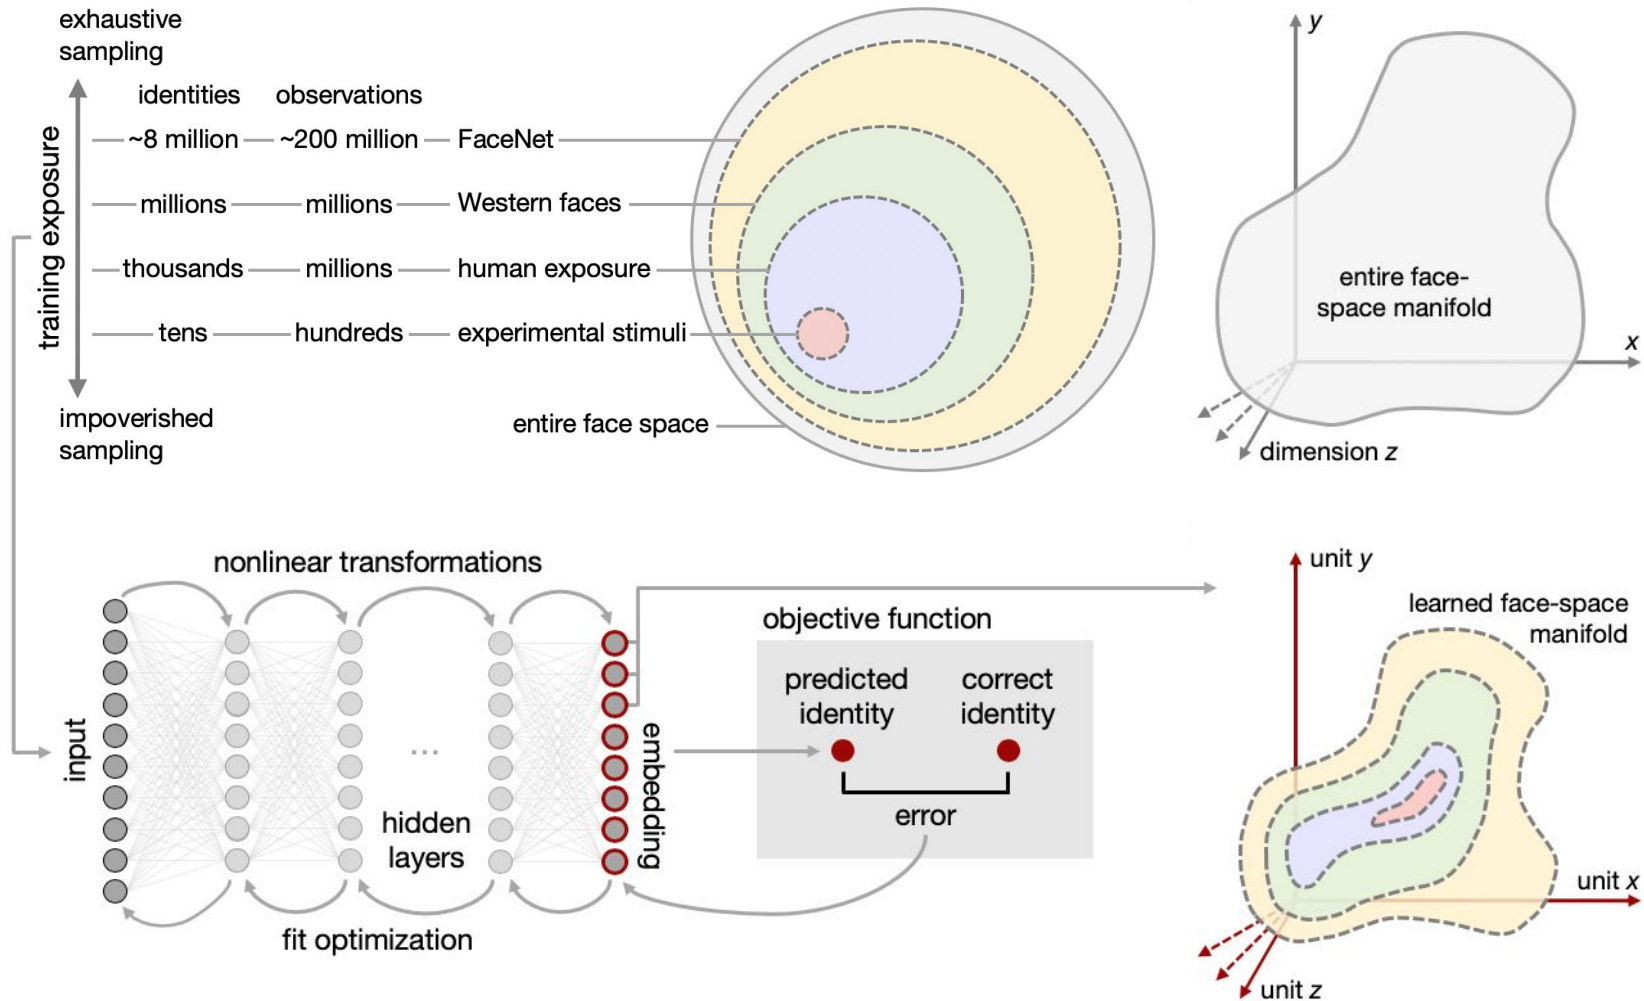 exhaustive
sampling
identities observations
~8 million ~200 million FaceNet
millions millions Western faces
thousands millions human exposure
tens hundreds experimental stimuli
training exposure
impoverished
sampling
entire face space
y
entire face-
space manifold
x
dimension z
nonlinear transformations
input
...
hidden
layers
embedding
fit optimization
objective function
predicted
identity
correct
identity
error
unit y
learned face-space
manifold
unit x
unit z